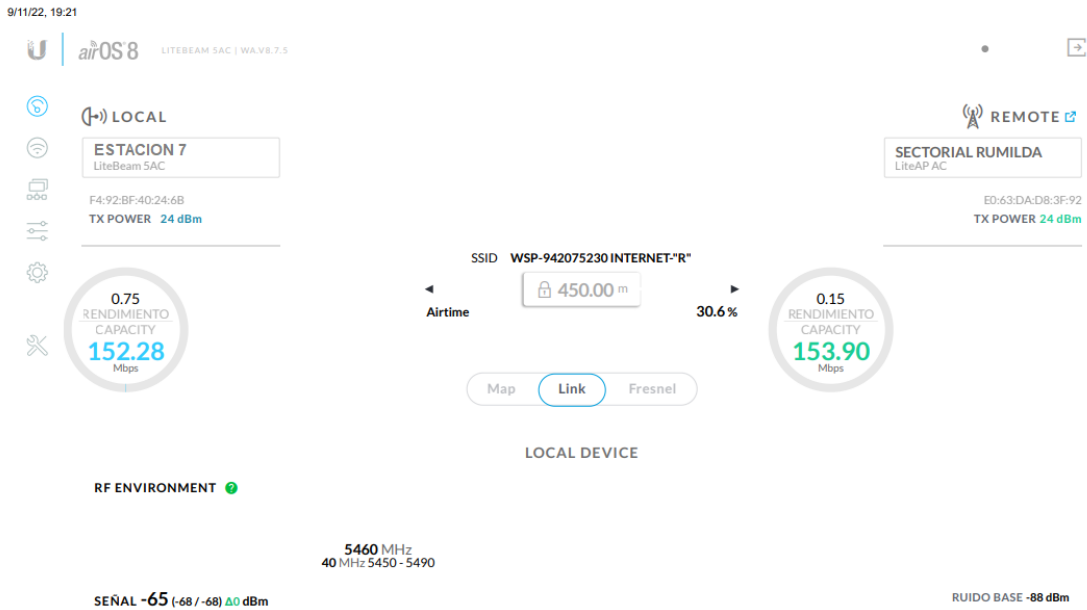 9/11/22, 19:21
airOS 8 LITEBEAM 5AC | WA.V8.7.5
LOCAL
REMOTE
ESTACION 7
LiteBeam 5AC
SECTORIAL RUMILDA
LiteAP AC
F4:92:BF:40:24:6B
E0:63:DA:D8:3F:92
TX POWER 24 dBm
TX POWER 24 dBm
SSID WSP-942075230 INTERNET-"R"
450.00 m
Airtime 30.6 %
0.75
RENDIMIENTO
CAPACITY
152.28
Mbps
0.15
RENDIMIENTO
CAPACITY
153.90
Mbps
Map Link Fresnel
LOCAL DEVICE
RF ENVIRONMENT ?
5460 MHz
40 MHz 5450 - 5490
SEÑAL -65 (-68 / -68) Δ0 dBm
RUIDO BASE -88 dBm